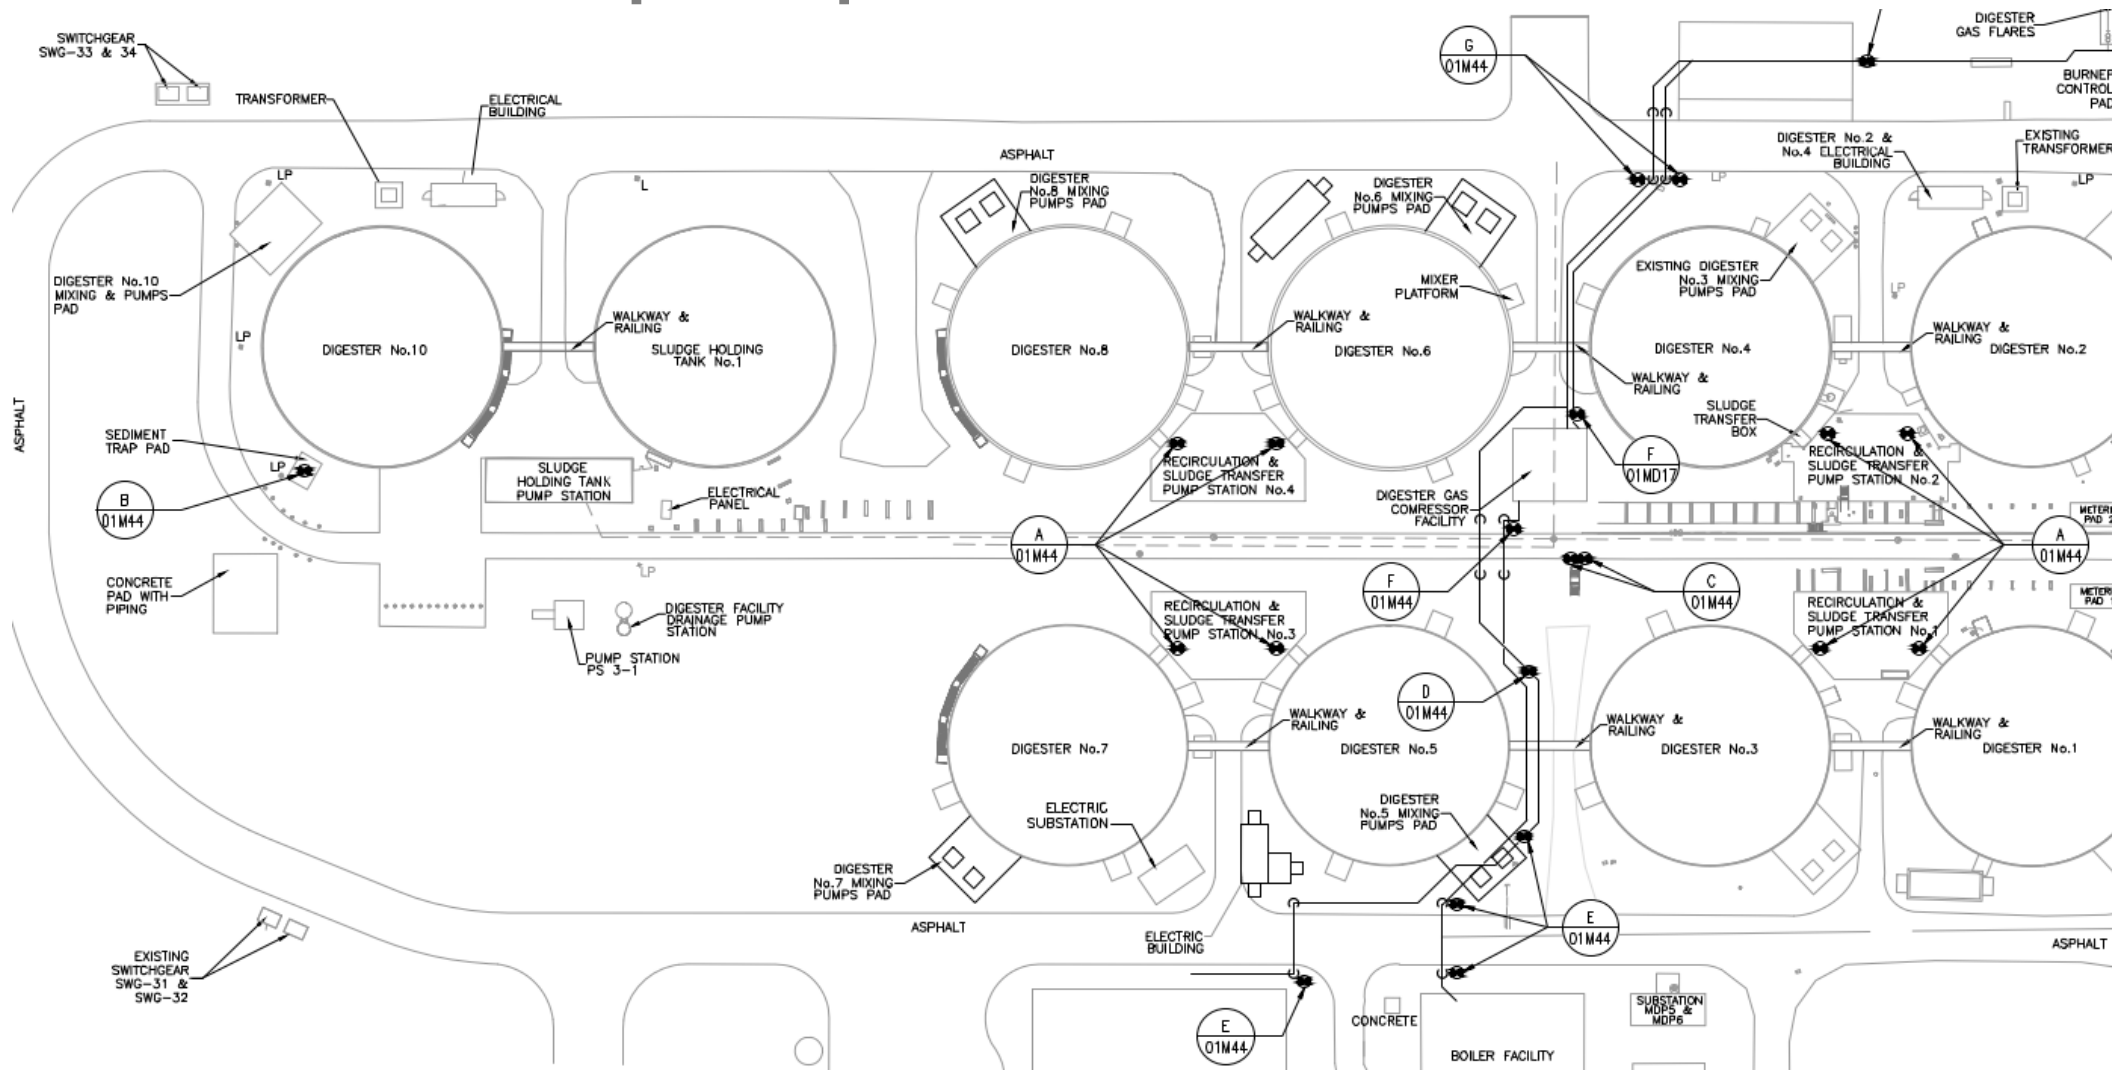 SWITCHGEAR
SWG-33 & 34
TRANSFORMER
ELECTRICAL
BUILDING
G
01M44
DIGESTER
GAS FLARES
BURNER
CONTROL
PAD
ASPHALT
DIGESTER No.2 &
No.4 ELECTRICAL
BUILDING
EXISTING
TRANSFORMER
LP
L
DIGESTER
No.8 MIXING
PUMPS PAD
DIGESTER
No.6 MIXING
PUMPS PAD
LP
LP
DIGESTER No.10
MIXING & PUMPS
PAD
MIXER
PLATFORM
EXISTING DIGESTER
No.3 MIXING
PUMPS PAD
LP
LP
WALKWAY &
RAILING
WALKWAY &
RAILING
WALKWAY &
RAILING
DIGESTER No.10
SLUDGE HOLDING
TANK No.1
DIGESTER No.8
DIGESTER No.6
DIGESTER No.4
DIGESTER No.2
WALKWAY &
RAILING
ASPHALT
SLUDGE
TRANSFER
BOX
SEDIMENT
TRAP PAD
LP
B
01M44
SLUDGE
HOLDING TANK
PUMP STATION
ELECTRICAL
PANEL
RECIRCULATION &
SLUDGE TRANSFER
PUMP STATION No.4
DIGESTER GAS
COMRESSOR
FACILITY
F
01MD17
RECIRCULATION &
SLUDGE TRANSFER
PUMP STATION No.2
METERI
PAD 2
A
01M44
A
01M44
CONCRETE
PAD WITH
PIPING
LP
F
01M44
C
01M44
METERI
PAD
DIGESTER FACILITY
DRAINAGE PUMP
STATION
PUMP STATION
PS 3-1
RECIRCULATION &
SLUDGE TRANSFER
PUMP STATION No.3
RECIRCULATION &
SLUDGE TRANSFER
PUMP STATION No.1
D
01M44
WALKWAY &
RAILING
WALKWAY &
RAILING
WALKWAY &
RAILING
DIGESTER No.7
DIGESTER No.5
DIGESTER No.3
DIGESTER No.1
ELECTRIC
SUBSTATION
DIGESTER
No.5 MIXING
PUMPS PAD
DIGESTER
No.7 MIXING
PUMPS PAD
ASPHALT
ELECTRIC
BUILDING
E
01M44
ASPHALT
EXISTING
SWITCHGEAR
SWG-31 &
SWG-32
E
01M44
CONCRETE
SUBSTATION
MDP5 &
MDP6
BOILER FACILITY